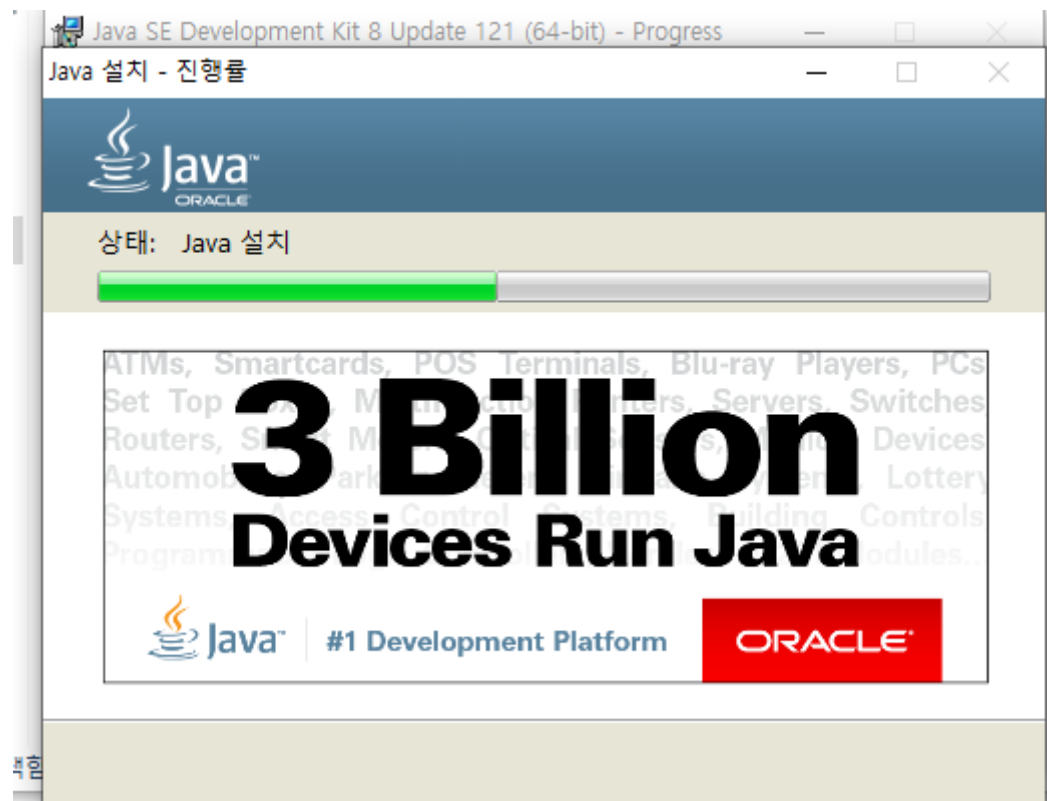 Java SE Development Kit 8 Update 121 (64-bit) - Progress
Java 설치 - 진행률
Java™
ORACLE
상태: Java 설치
ATMs, Smartcards, POS Terminals, Blu-ray Players, PCs
Set Top Servers, Switches
Routers, Devices
Lottery
Systems, Access Control Systems, Building Controls
3 Billion
Devices Run Java
Java™
#1 Development Platform
ORACLE